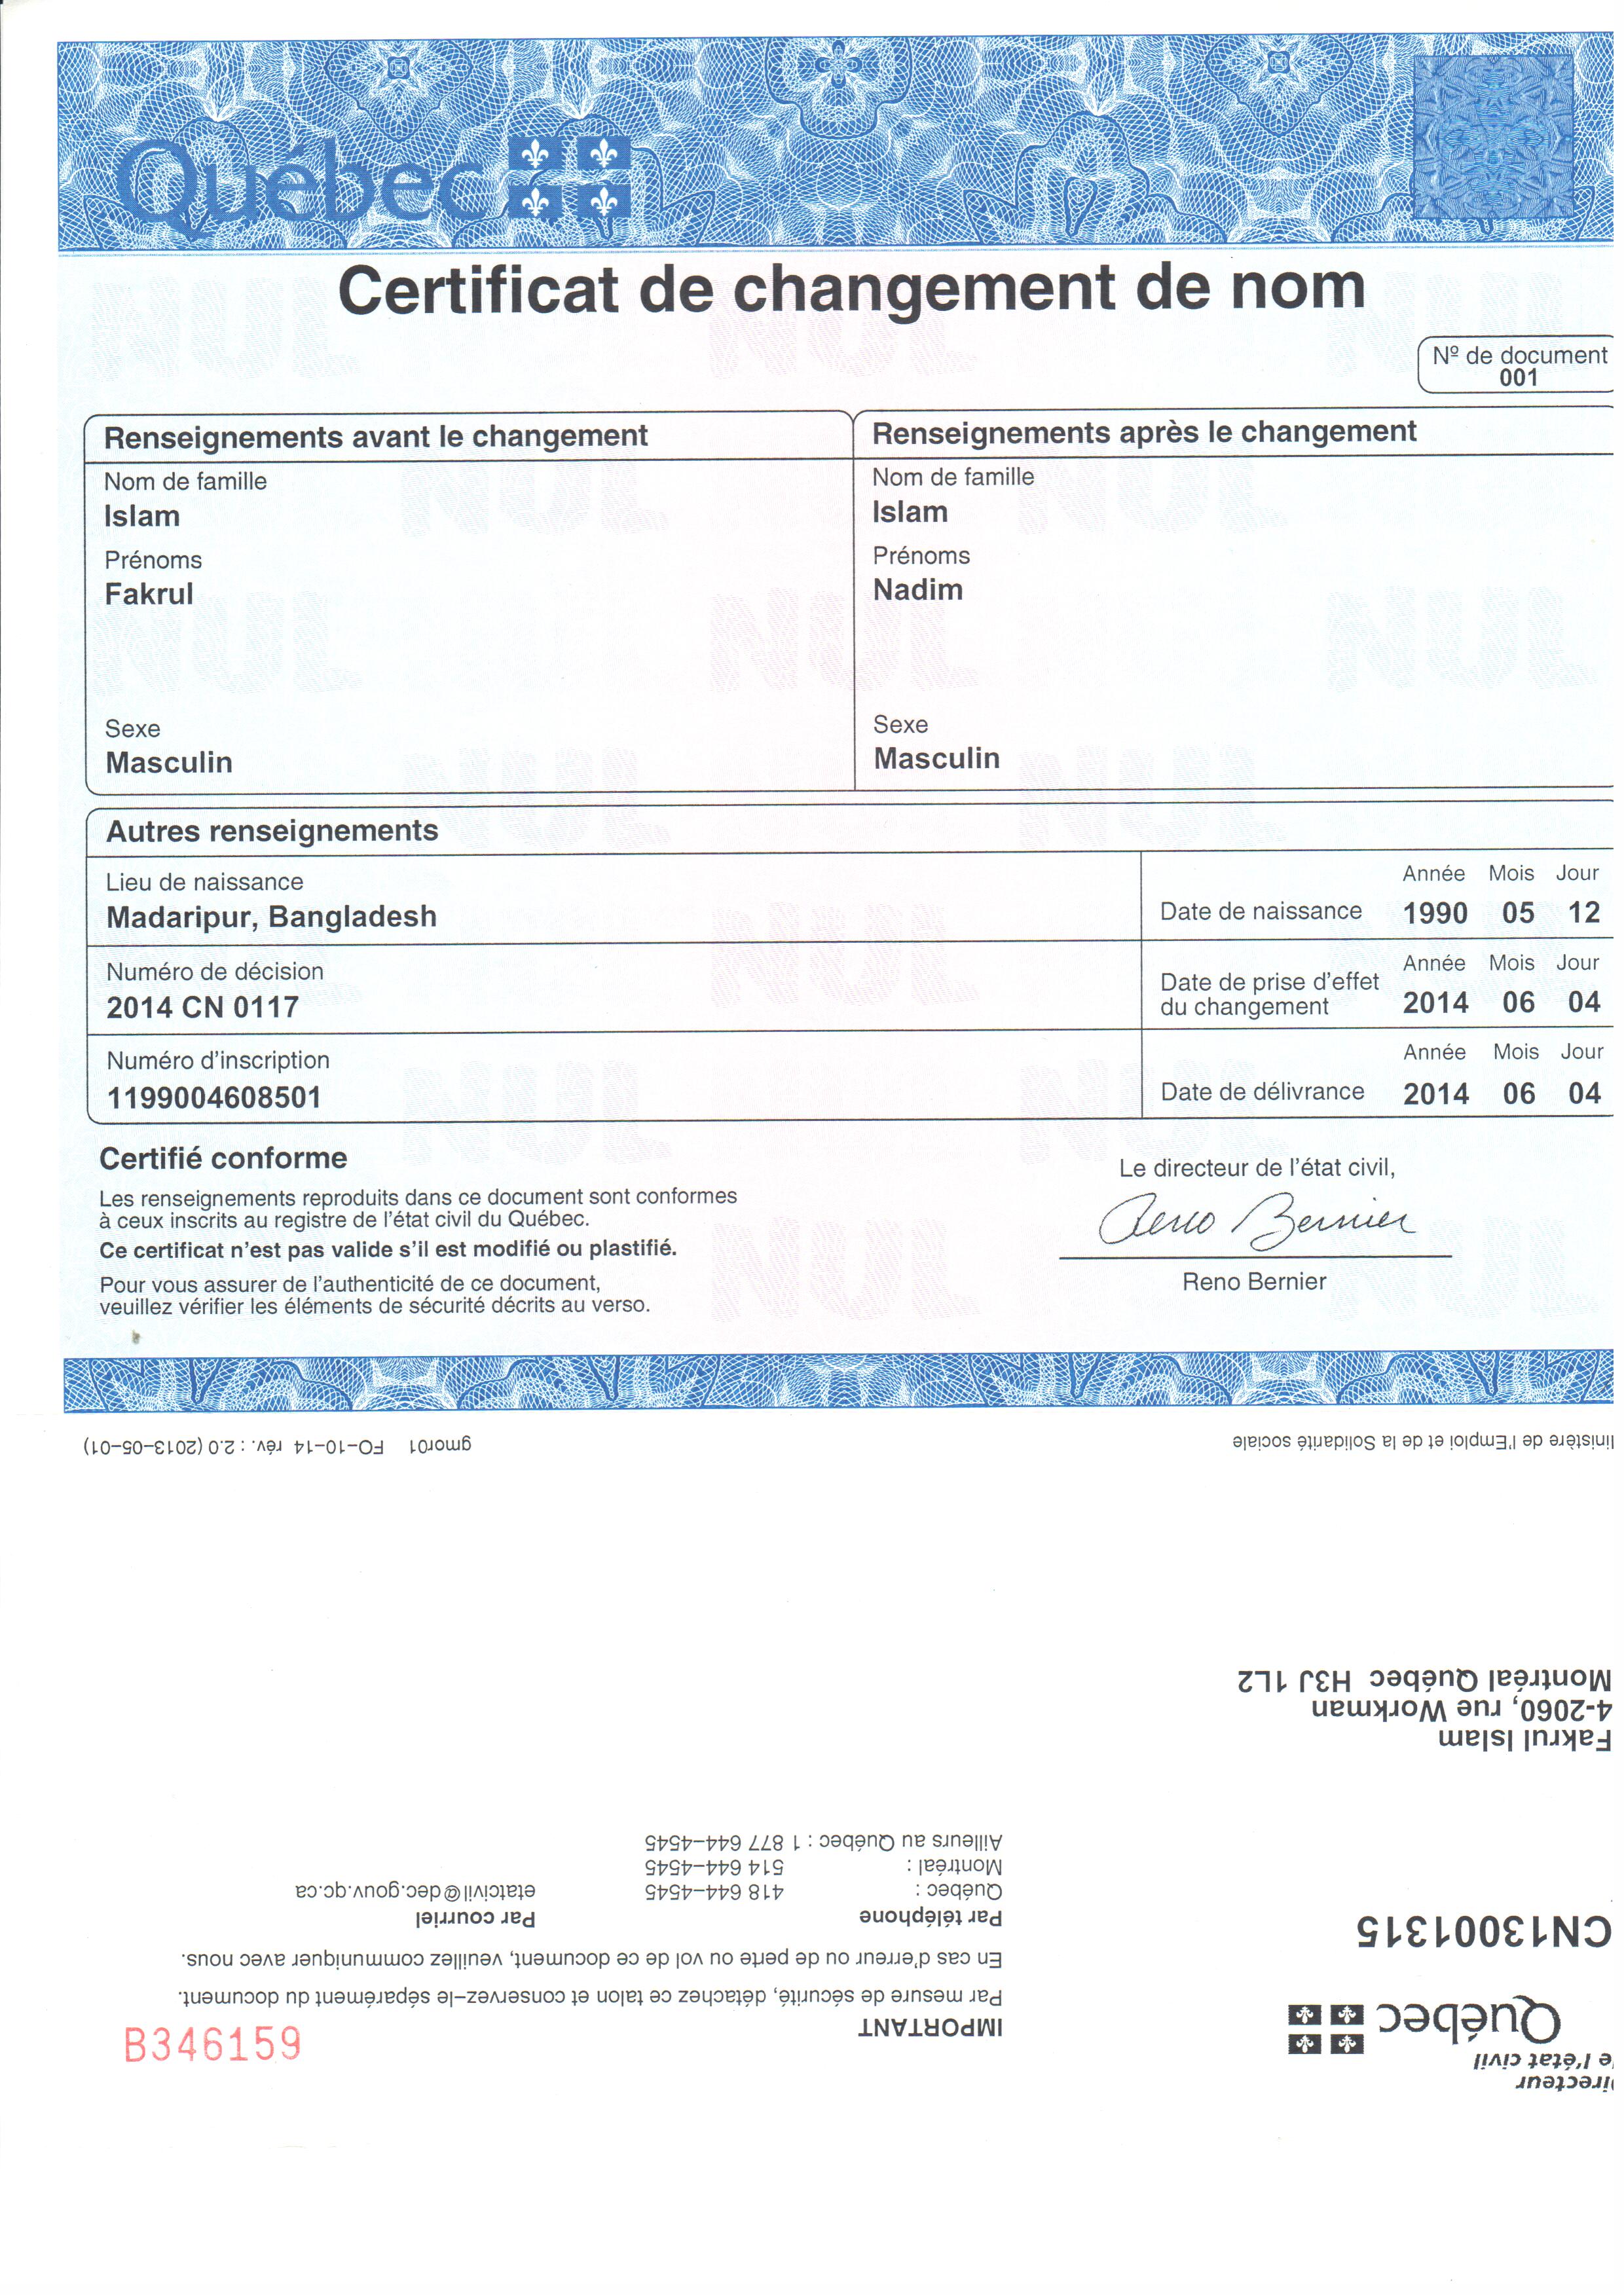 Québec
Certificat de changement de nom
Nº de document
001
Renseignements avant le changement
Nom de famille
Islam
Prénoms
Fakrul
Sexe
Masculin
Renseignements après le changement
Nom de famille
Islam
Prénoms
Nadim
Sexe
Masculin
Autres renseignements
Lieu de naissance
Madaripur, Bangladesh
Date de naissance
Année Mois Jour
1990 05 12
Numéro de décision
2014 CN 0117
Date de prise d'effet
du changement
Année Mois Jour
2014 06 04
Numéro d'inscription
1199004608501
Date de délivrance
Année Mois Jour
2014 06 04
Certifié conforme
Les renseignements reproduits dans ce document sont conformes
à ceux inscrits au registre de l'état civil du Québec.
Ce certificat n'est pas valide s'il est modifié ou plastifié.
Pour vous assurer de l'authenticité de ce document,
veuillez vérifier les éléments de sécurité décrits au verso.
Le directeur de l'état civil,
Reno Bernier
Reno Bernier
NUL NUL NUL
irecteur
e l'état civil
Québec
CN13001315
B346159
IMPORTANT
Par mesure de sécurité, détachez ce talon et conservez-le séparément du document.
En cas d'erreur ou de perte ou vol de ce document, veuillez communiquer avec nous.
Par téléphone
Québec : 418 644-4545
Montréal : 514 644-4545
Ailleurs au Québec : 1 877 644-4545
Par courriel
etatcivil@dec.gouv.qc.ca
Fakrul Islam
4-2060, rue Workman
Montréal Québec H3J 1L2
inistère de l'Emploi et de la Solidarité sociale
gmor01 FO-10-14 rév. : 2.0 (2013-05-01)